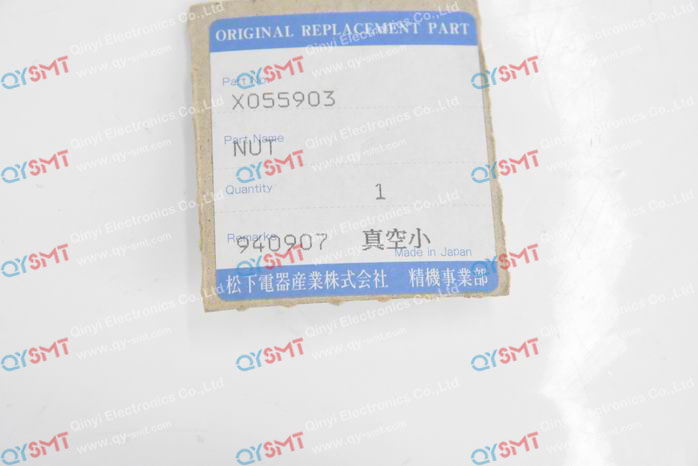 ORIGINAL REPLACEMENT PART
Part No.
X055903
Part Name
NUT
Quantity 1
Remarks
940907 真空小
Made in Japan
松下電器産業株式会社 精機事業部
QYSMT
Qinyi Electronics Co.,Ltd
www.qy-smt.com